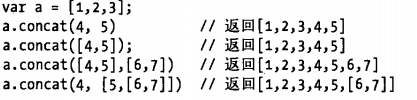 var a = [1,2,3];
a.concat(4, 5) // 返回[1,2,3,4,5]
a.concat([4,5]); // 返回[1,2,3,4,5]
a.concat([4,5],[6,7]) // 返回[1,2,3,4,5,6,7]
a.concat(4, [5,[6,7]]) // 返回[1,2,3,4,5,[6,7]]